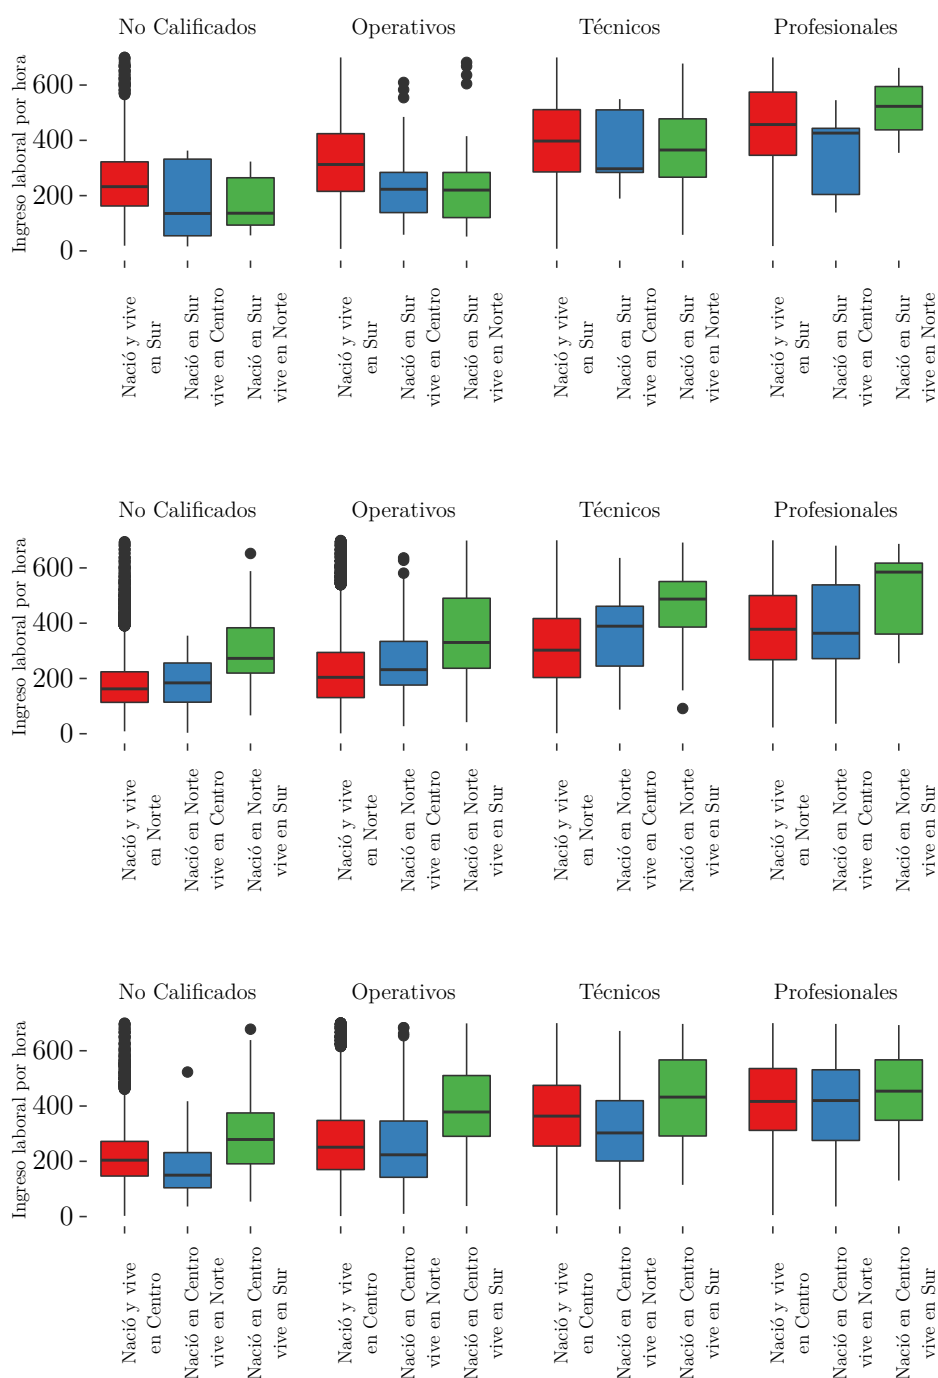 No Calificados
Operativos
Técnicos
Profesionales
Ingreso laboral por hora
600
400
200
0
Nació y vive
en Sur
Nació en Sur
vive en Centro
Nació en Sur
vive en Norte
Nació y vive
en Sur
Nació en Sur
vive en Centro
Nació en Sur
vive en Norte
Nació y vive
en Sur
Nació en Sur
vive en Centro
Nació en Sur
vive en Norte
Nació y vive
en Sur
Nació en Sur
vive en Centro
Nació en Sur
vive en Norte
No Calificados
Operativos
Técnicos
Profesionales
Ingreso laboral por hora
600
400
200
0
Nació y vive
en Norte
Nació en Norte
vive en Centro
Nació en Norte
vive en Sur
Nació y vive
en Norte
Nació en Norte
vive en Centro
Nació en Norte
vive en Sur
Nació y vive
en Norte
Nació en Norte
vive en Centro
Nació en Norte
vive en Sur
Nació y vive
en Norte
Nació en Norte
vive en Centro
Nació en Norte
vive en Sur
No Calificados
Operativos
Técnicos
Profesionales
Ingreso laboral por hora
600
400
200
0
Nació y vive
en Centro
Nació en Centro
vive en Norte
Nació en Centro
vive en Sur
Nació y vive
en Centro
Nació en Centro
vive en Norte
Nació en Centro
vive en Sur
Nació y vive
en Centro
Nació en Centro
vive en Norte
Nació en Centro
vive en Sur
Nació y vive
en Centro
Nació en Centro
vive en Norte
Nació en Centro
vive en Sur